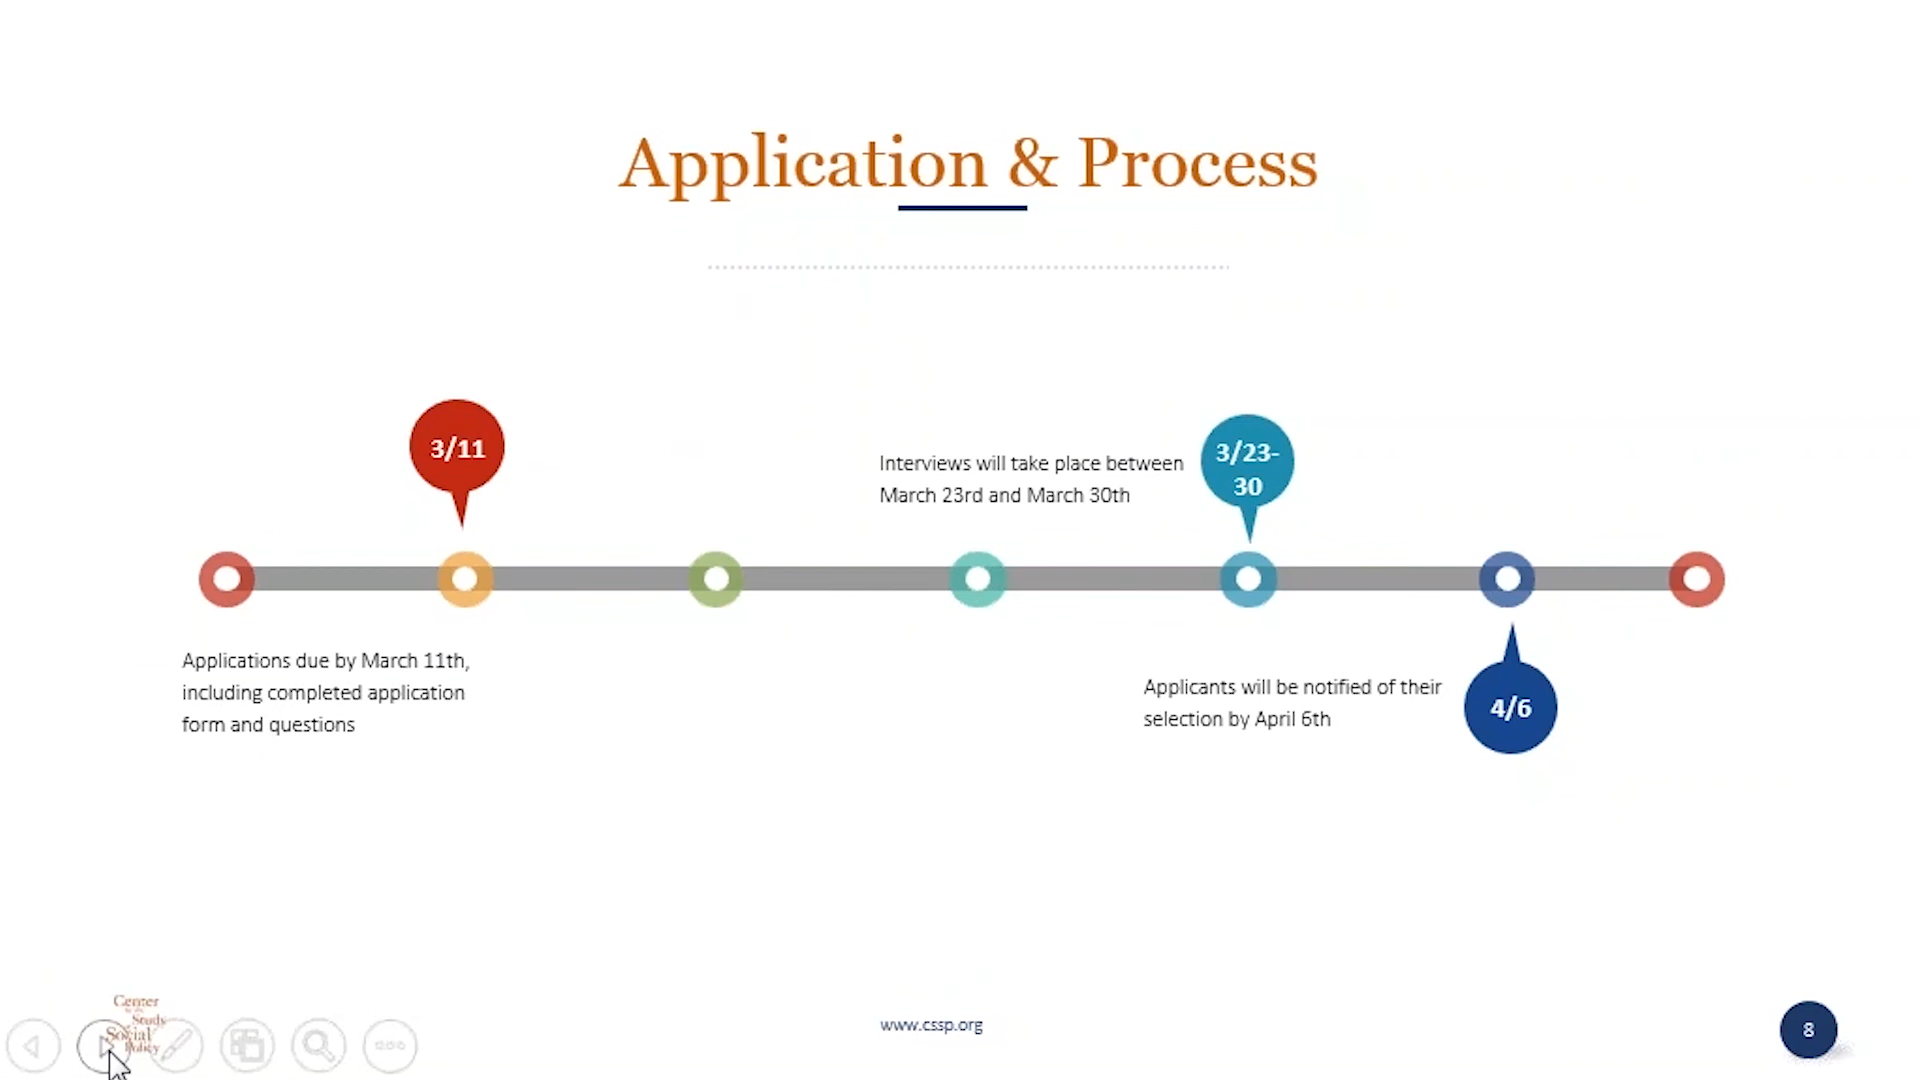 Application & Process
3/11
Interviews will take place between
March 23rd and March 30th
3/23-
30
Applications due by March 11th,
including completed application
form and questions
Applicants will be notified of their
selection by April 6th
4/6
Center
Study
Social
Policy
www.cssp.org
8